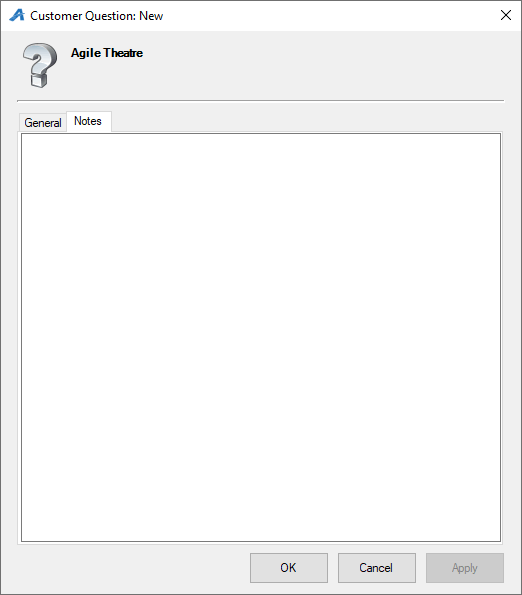 Customer Question: New
Agile Theatre
General Notes
OK Cancel Apply